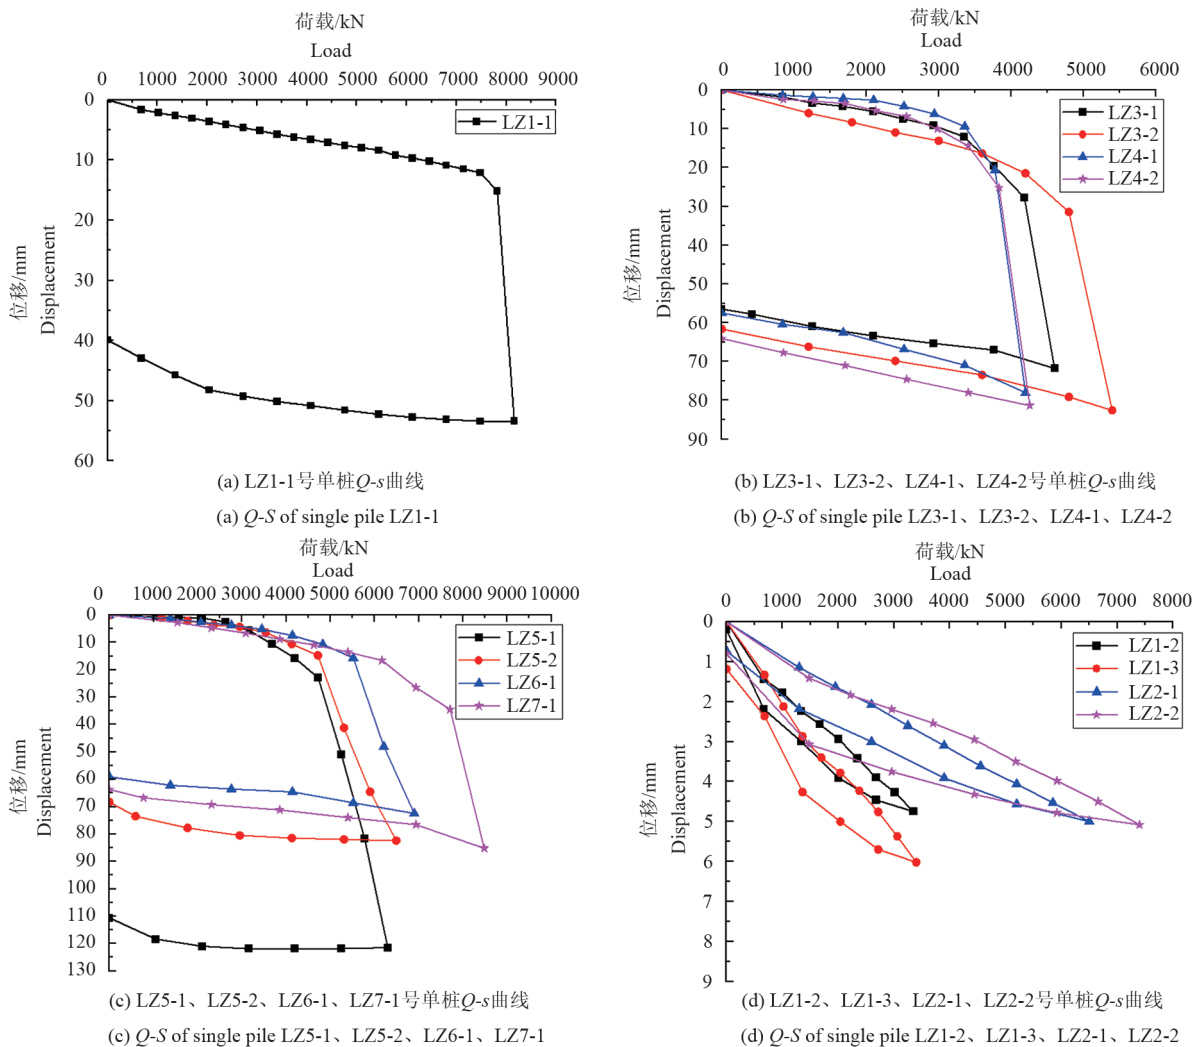 荷载/kN
Load
0 1000 2000 3000 4000 5000 6000 7000 8000 9000
0
10
20
30
40
50
60
位移/mm
Displacement
LZ1-1
(a) LZ1-1号单桩Q-s曲线
(a) Q-S of single pile LZ1-1
荷载/kN
Load
0 1000 2000 3000 4000 5000 6000
0
10
20
30
40
50
60
70
80
90
位移/mm
Displacement
LZ3-1
LZ3-2
LZ4-1
LZ4-2
(b) LZ3-1、LZ3-2、LZ4-1、LZ4-2号单桩Q-s曲线
(b) Q-S of single pile LZ3-1、LZ3-2、LZ4-1、LZ4-2
荷载/kN
Load
0 1000 2000 3000 4000 5000 6000 7000 8000 9000 10000
0
10
20
30
40
50
60
70
80
90
100
110
120
130
位移/mm
Displacement
LZ5-1
LZ5-2
LZ6-1
LZ7-1
(c) LZ5-1、LZ5-2、LZ6-1、LZ7-1号单桩Q-s曲线
(c) Q-S of single pile LZ5-1、LZ5-2、LZ6-1、LZ7-1
荷载/kN
Load
0 1000 2000 3000 4000 5000 6000 7000 8000
0
1
2
3
4
5
6
7
8
9
位移/mm
Displacement
LZ1-2
LZ1-3
LZ2-1
LZ2-2
(d) LZ1-2、LZ1-3、LZ2-1、LZ2-2号单桩Q-s曲线
(d) Q-S of single pile LZ1-2、LZ1-3、LZ2-1、LZ2-2